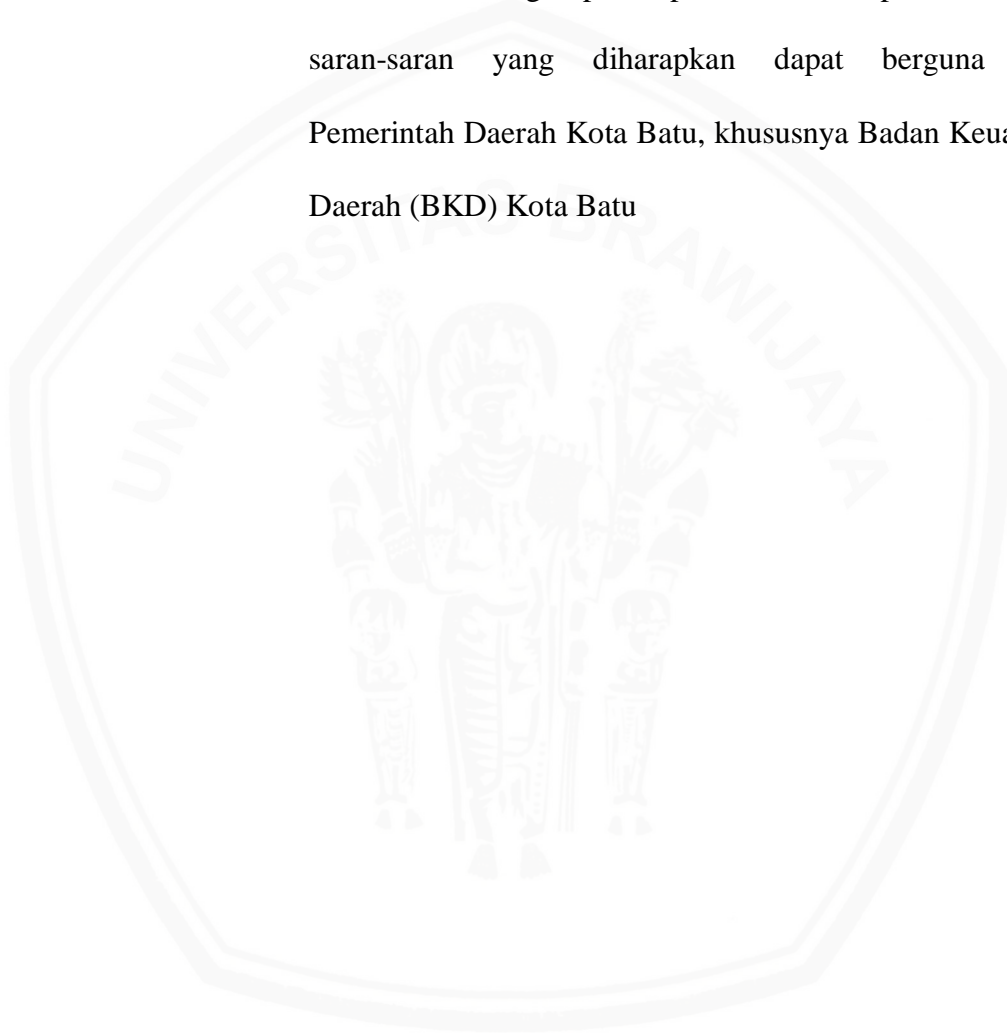 saran-saran yang diharapkan dapat berguna
Pemerintah Daerah Kota Batu, khususnya Badan Keua
Daerah (BKD) Kota Batu
UNIVERSITAS BRAWIJAYA